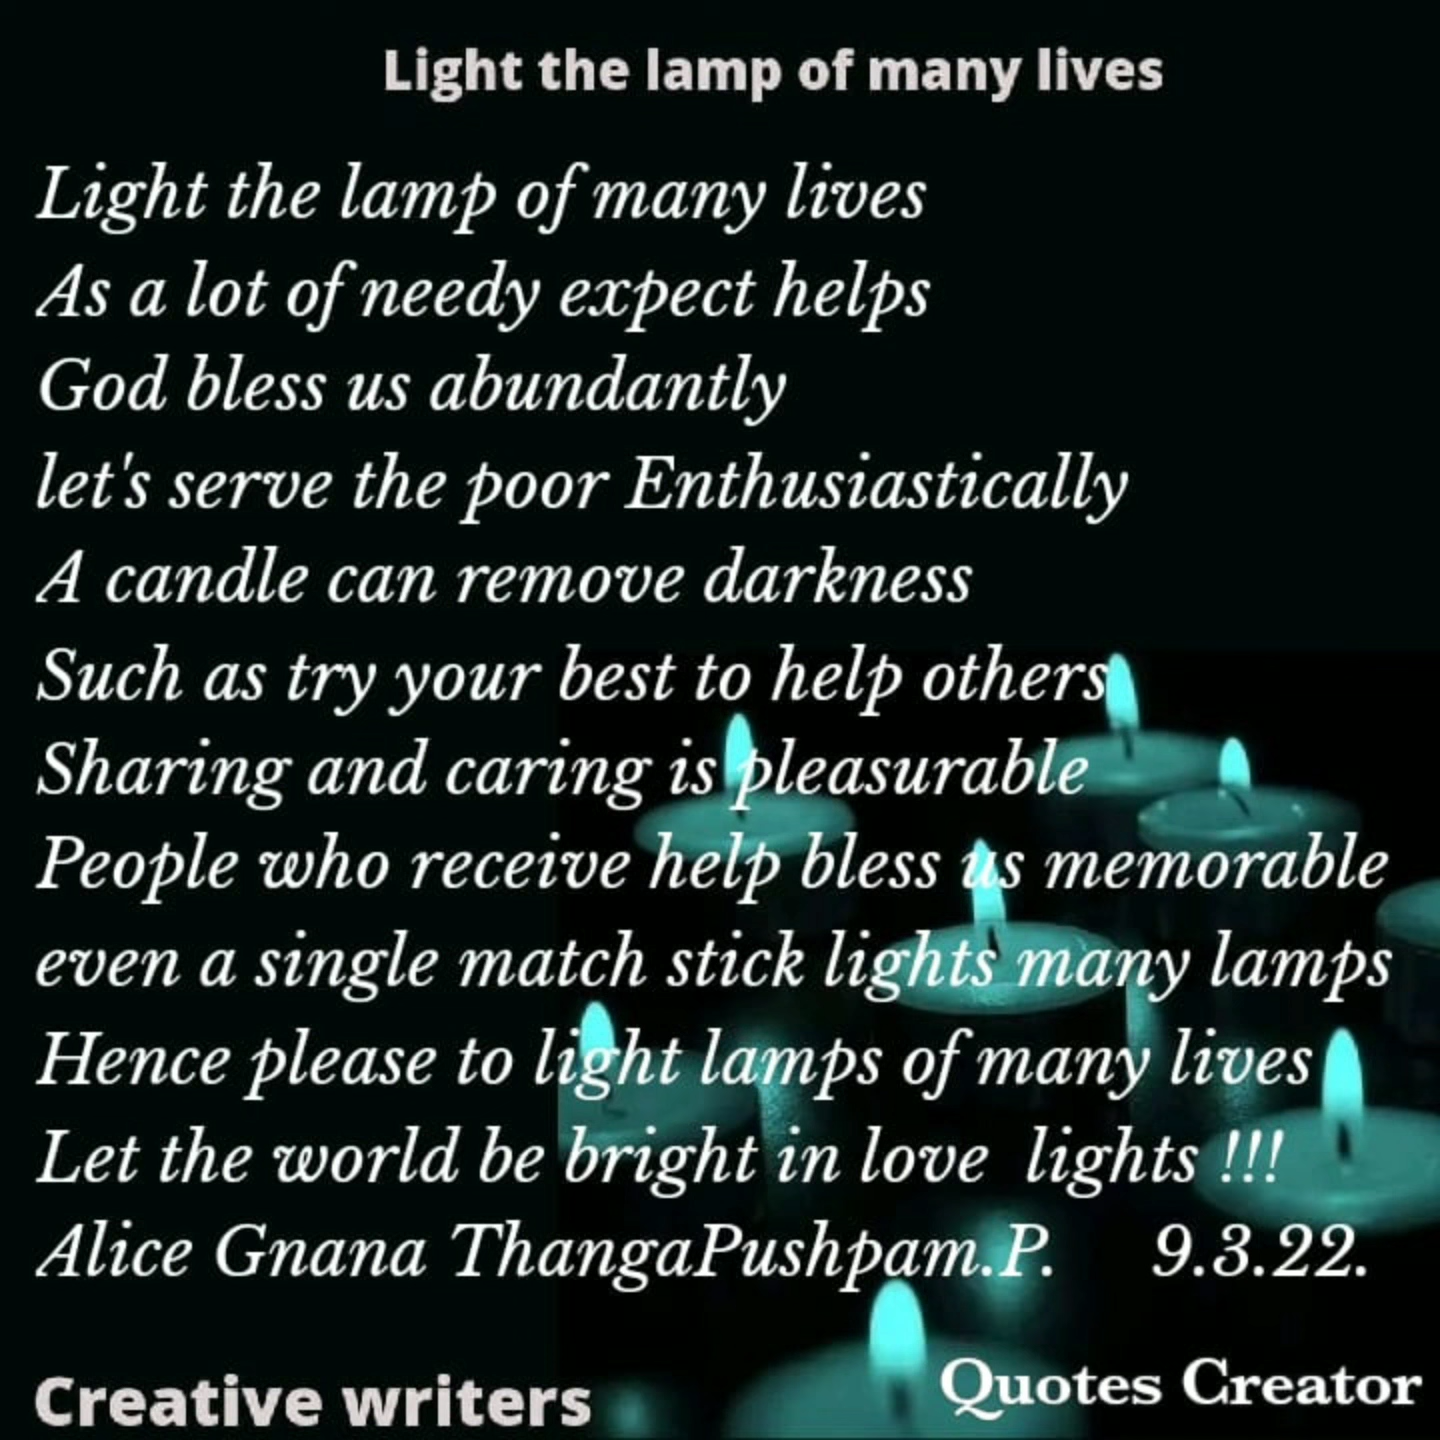 Light the lamp of many lives
Light the lamp of many lives
As a lot of needy expect helps
God bless us abundantly
let's serve the poor Enthusiastically
A candle can remove darkness
Such as try your best to help others
Sharing and caring is pleasurable
People who receive help bless us memorable
even a single match stick lights many lamps
Hence please to light lamps of many lives
Let the world be bright in love lights !!!
Alice Gnana ThangaPushpam.P. 9.3.22.
Creative writers
Quotes Creator